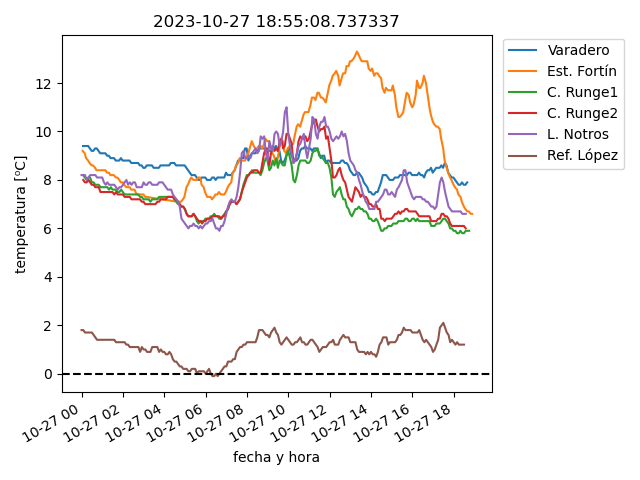 2023-10-27 18:55:08.737337
temperatura [ºC]
12
10
8
6
4
2
0
10-27 00
10-27 02
10-27 04
10-27 06
10-27 08
10-27 10
10-27 12
10-27 14
10-27 16
10-27 18
fecha y hora
Varadero
Est. Fortín
C. Runge1
C. Runge2
L. Notros
Ref. López